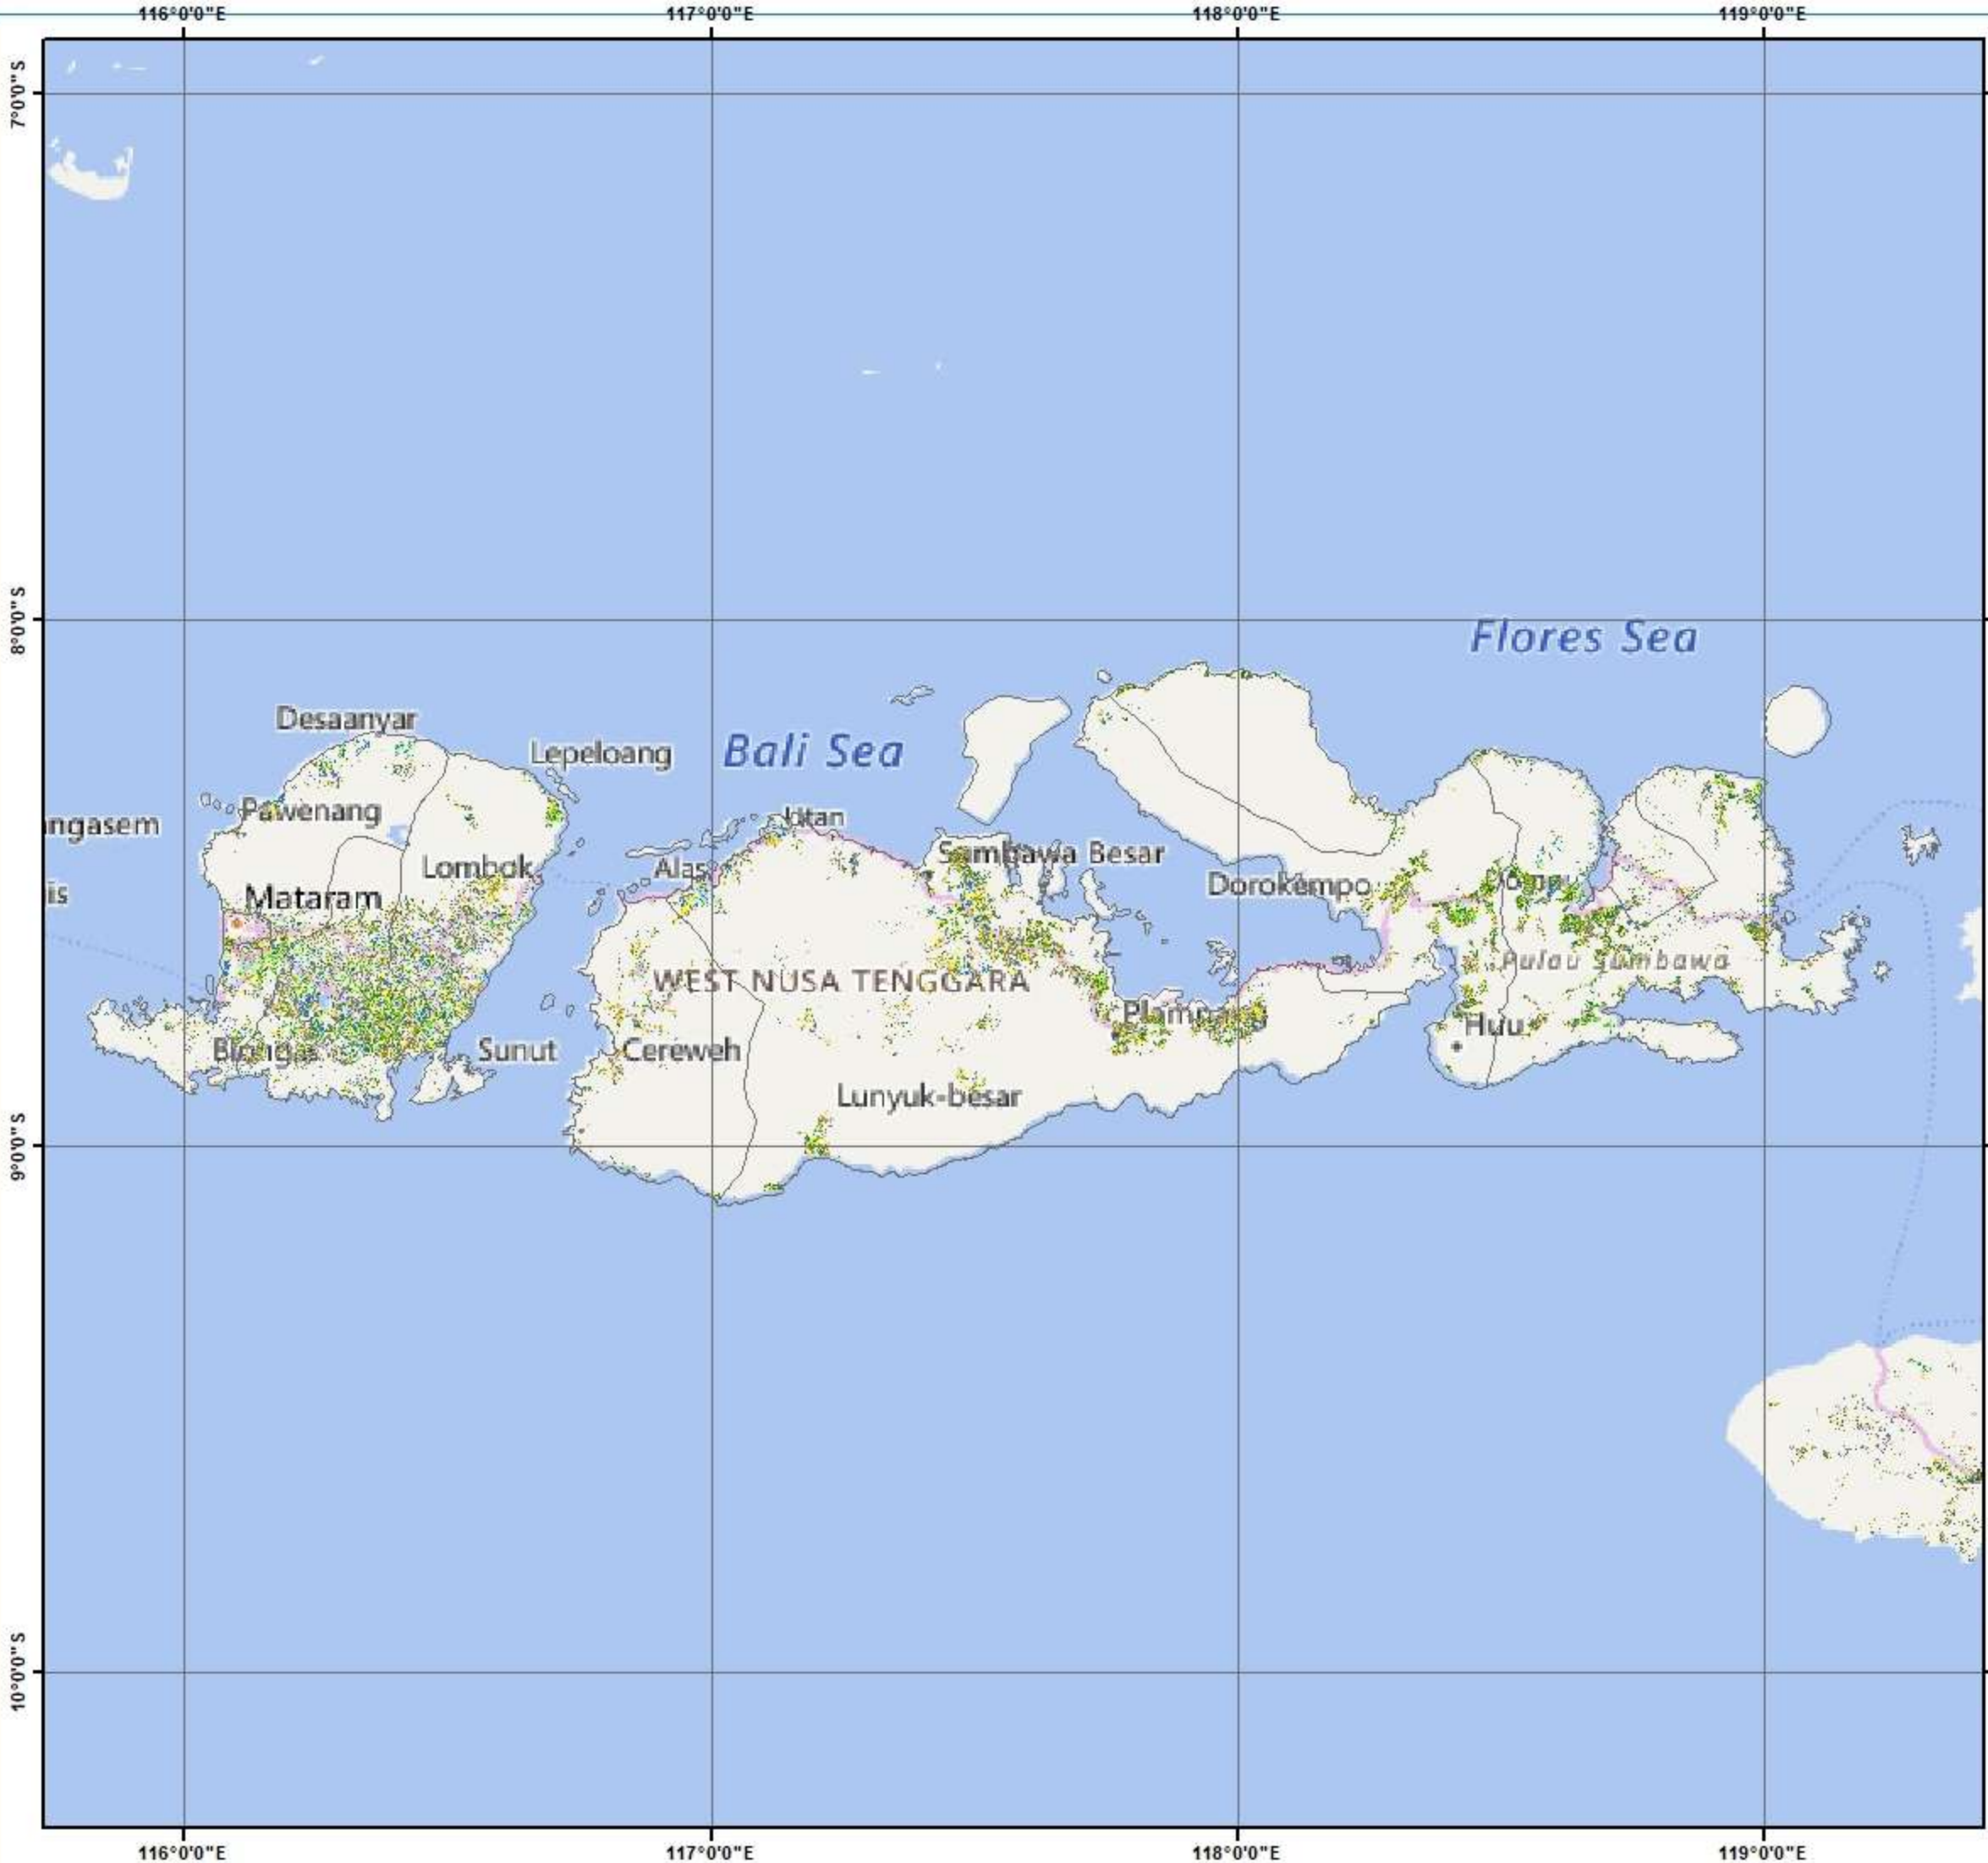 116°0'0"E 117°0'0"E 118°0'0"E 119°0'0"E
7°0'0"S
8°0'0"S
Flores Sea
Desaanyar
Bali Sea
Lepeloang
Pawenang
Utan
ngasem
Sumbawa Besar
Lombok
Alas
Dorokempo
is
Mataram
Pulau Sumbawa
WEST NUSA TENGGARA
Plampang
Huu
Sunut
Cereweh
Lunyuk-besar
9°0'0"S
10°0'0"S
116°0'0"E 117°0'0"E 118°0'0"E 119°0'0"E